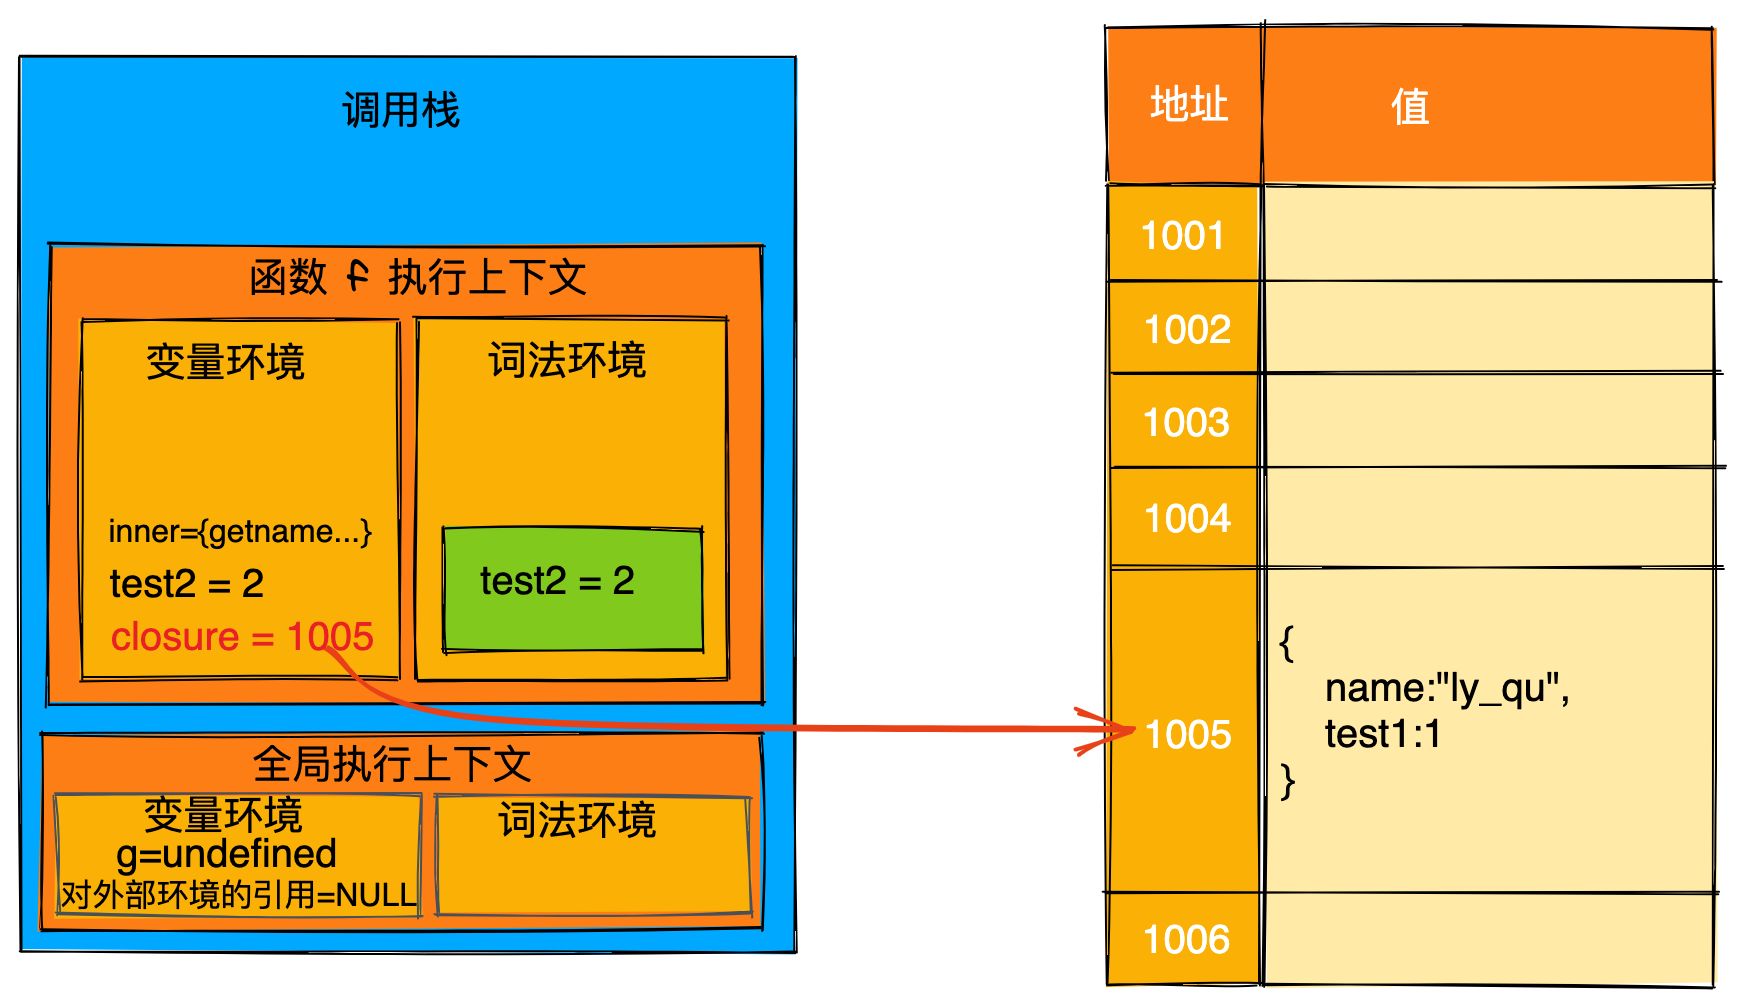 调用栈
函数 f 执行上下文
变量环境
inner={getname...}
test2 = 2
closure = 1005
词法环境
test2 = 2
全局执行上下文
变量环境
g=undefined
对外部环境的引用=NULL
词法环境
地址 值
1001
1002
1003
1004
1005
{
name:"ly_qu",
test1:1
}
1006